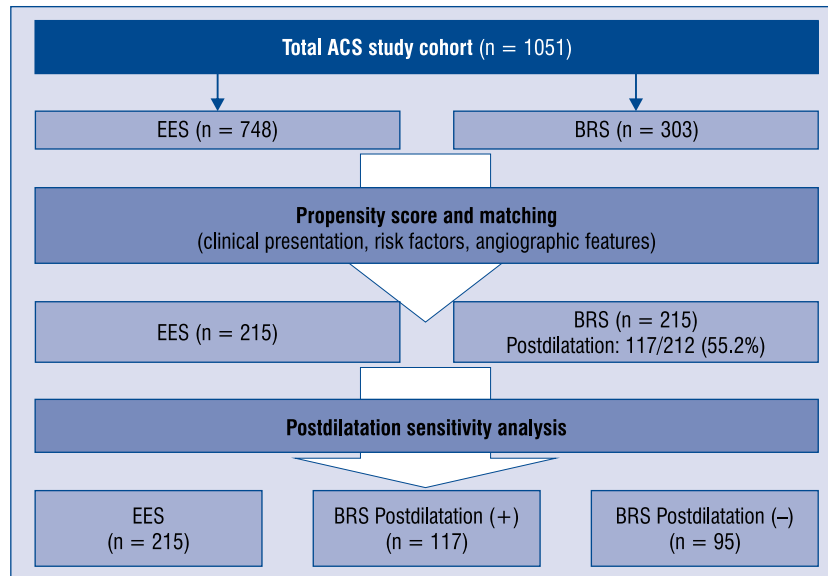 Total ACS study cohort (n = 1051)
EES (n = 748)
BRS (n = 303)
Propensity score and matching
(clinical presentation, risk factors, angiographic features)
EES (n = 215)
BRS (n = 215)
Postdilatation: 117/212 (55.2%)
Postdilatation sensitivity analysis
EES
(n = 215)
BRS Postdilatation (+)
(n = 117)
BRS Postdilatation (–)
(n = 95)